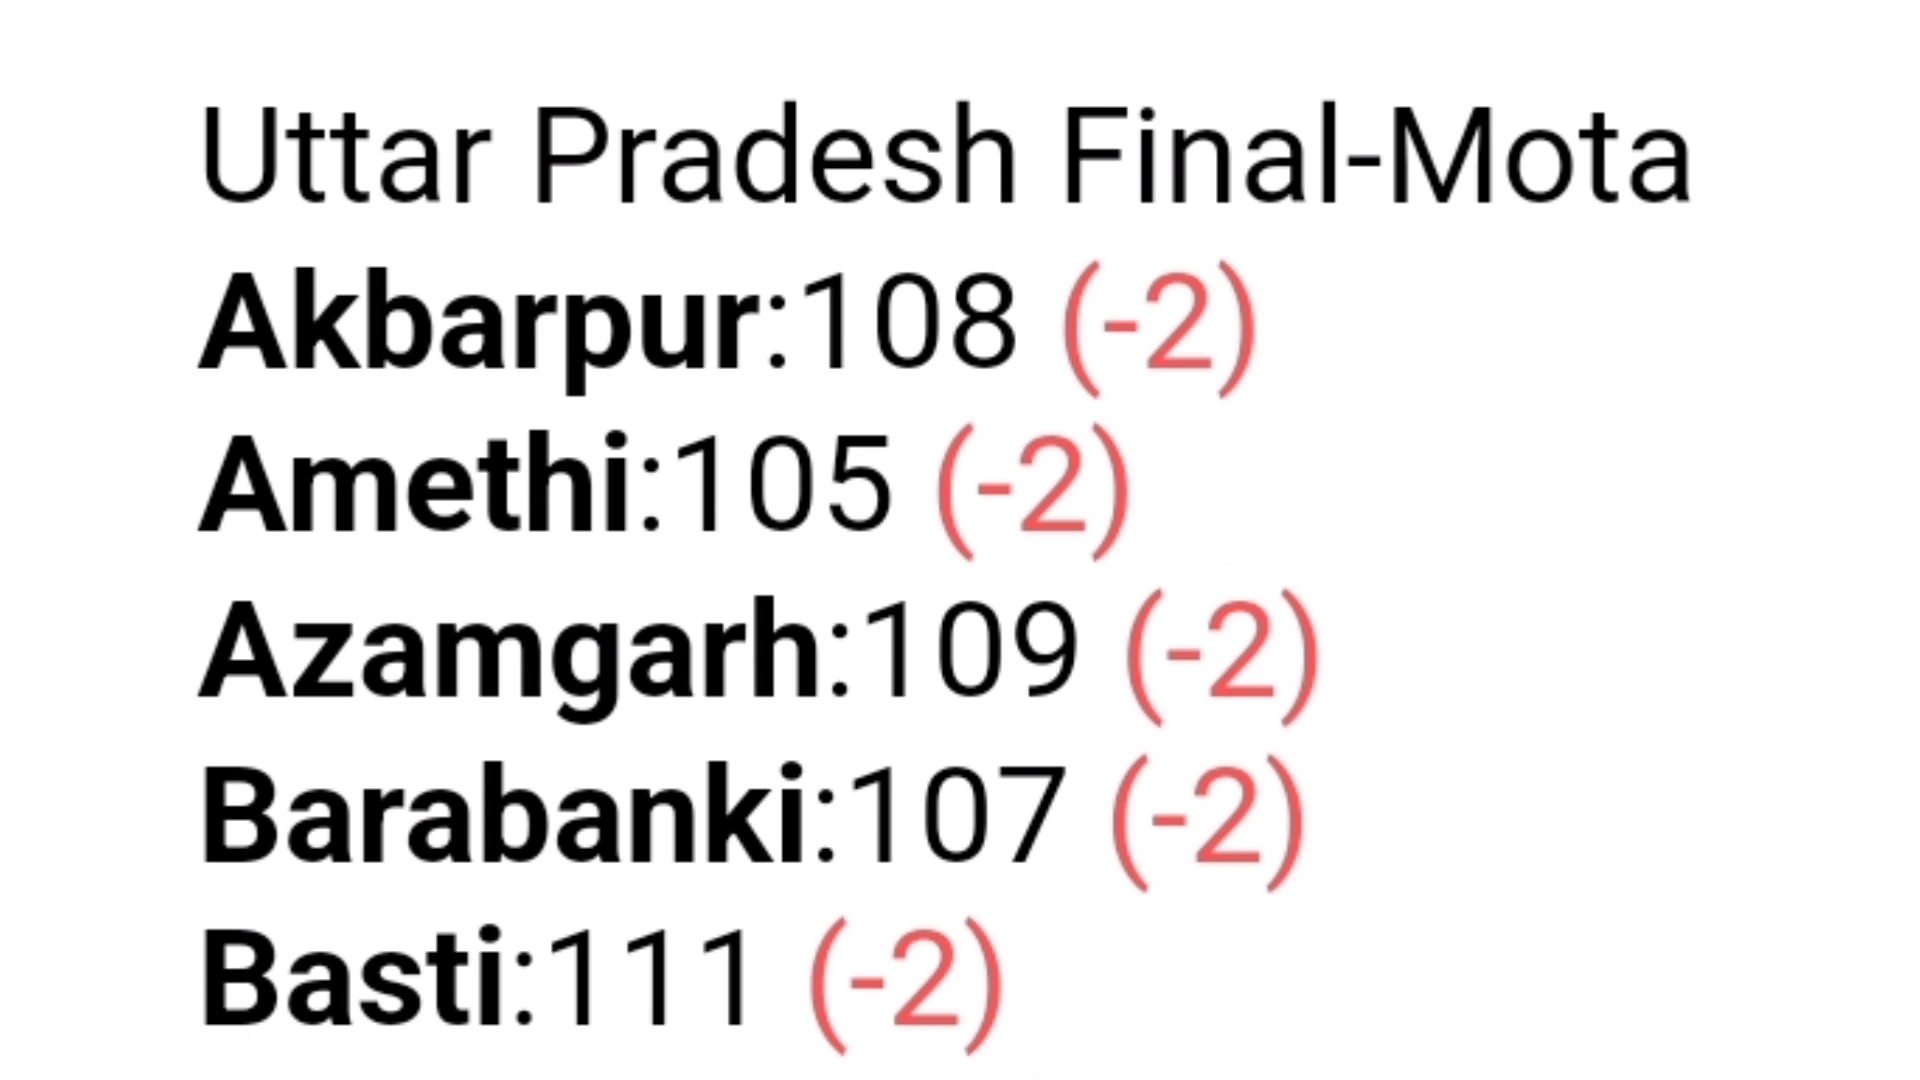 Uttar Pradesh Final-Mota
Akbarpur:108 (-2)
Amethi:105 (-2)
Azamgarh:109 (-2)
Barabanki:107 (-2)
Basti:111 (-2)